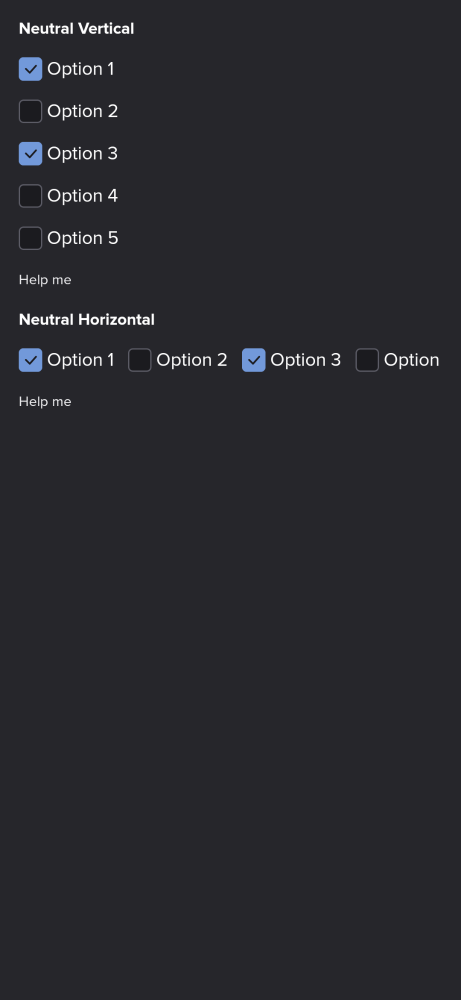 Neutral Vertical
Option 1
Option 2
Option 3
Option 4
Option 5
Help me
Neutral Horizontal
Option 1 Option 2 Option 3 Option
Help me